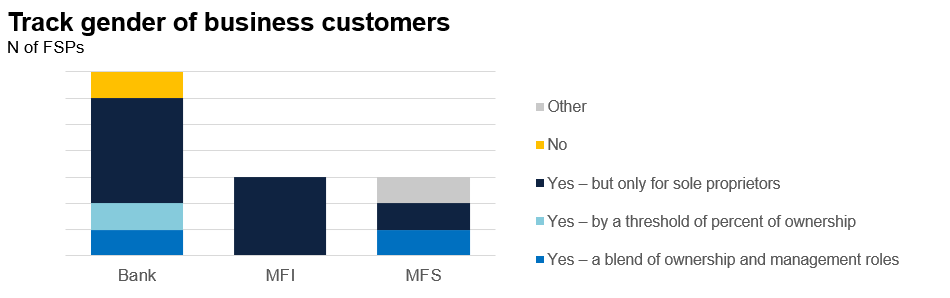 Track gender of business customers
N of FSPs
Other
No
Yes – but only for sole proprietors
Yes – by a threshold of percent of ownership
Yes – a blend of ownership and management roles
Bank MFI MFS